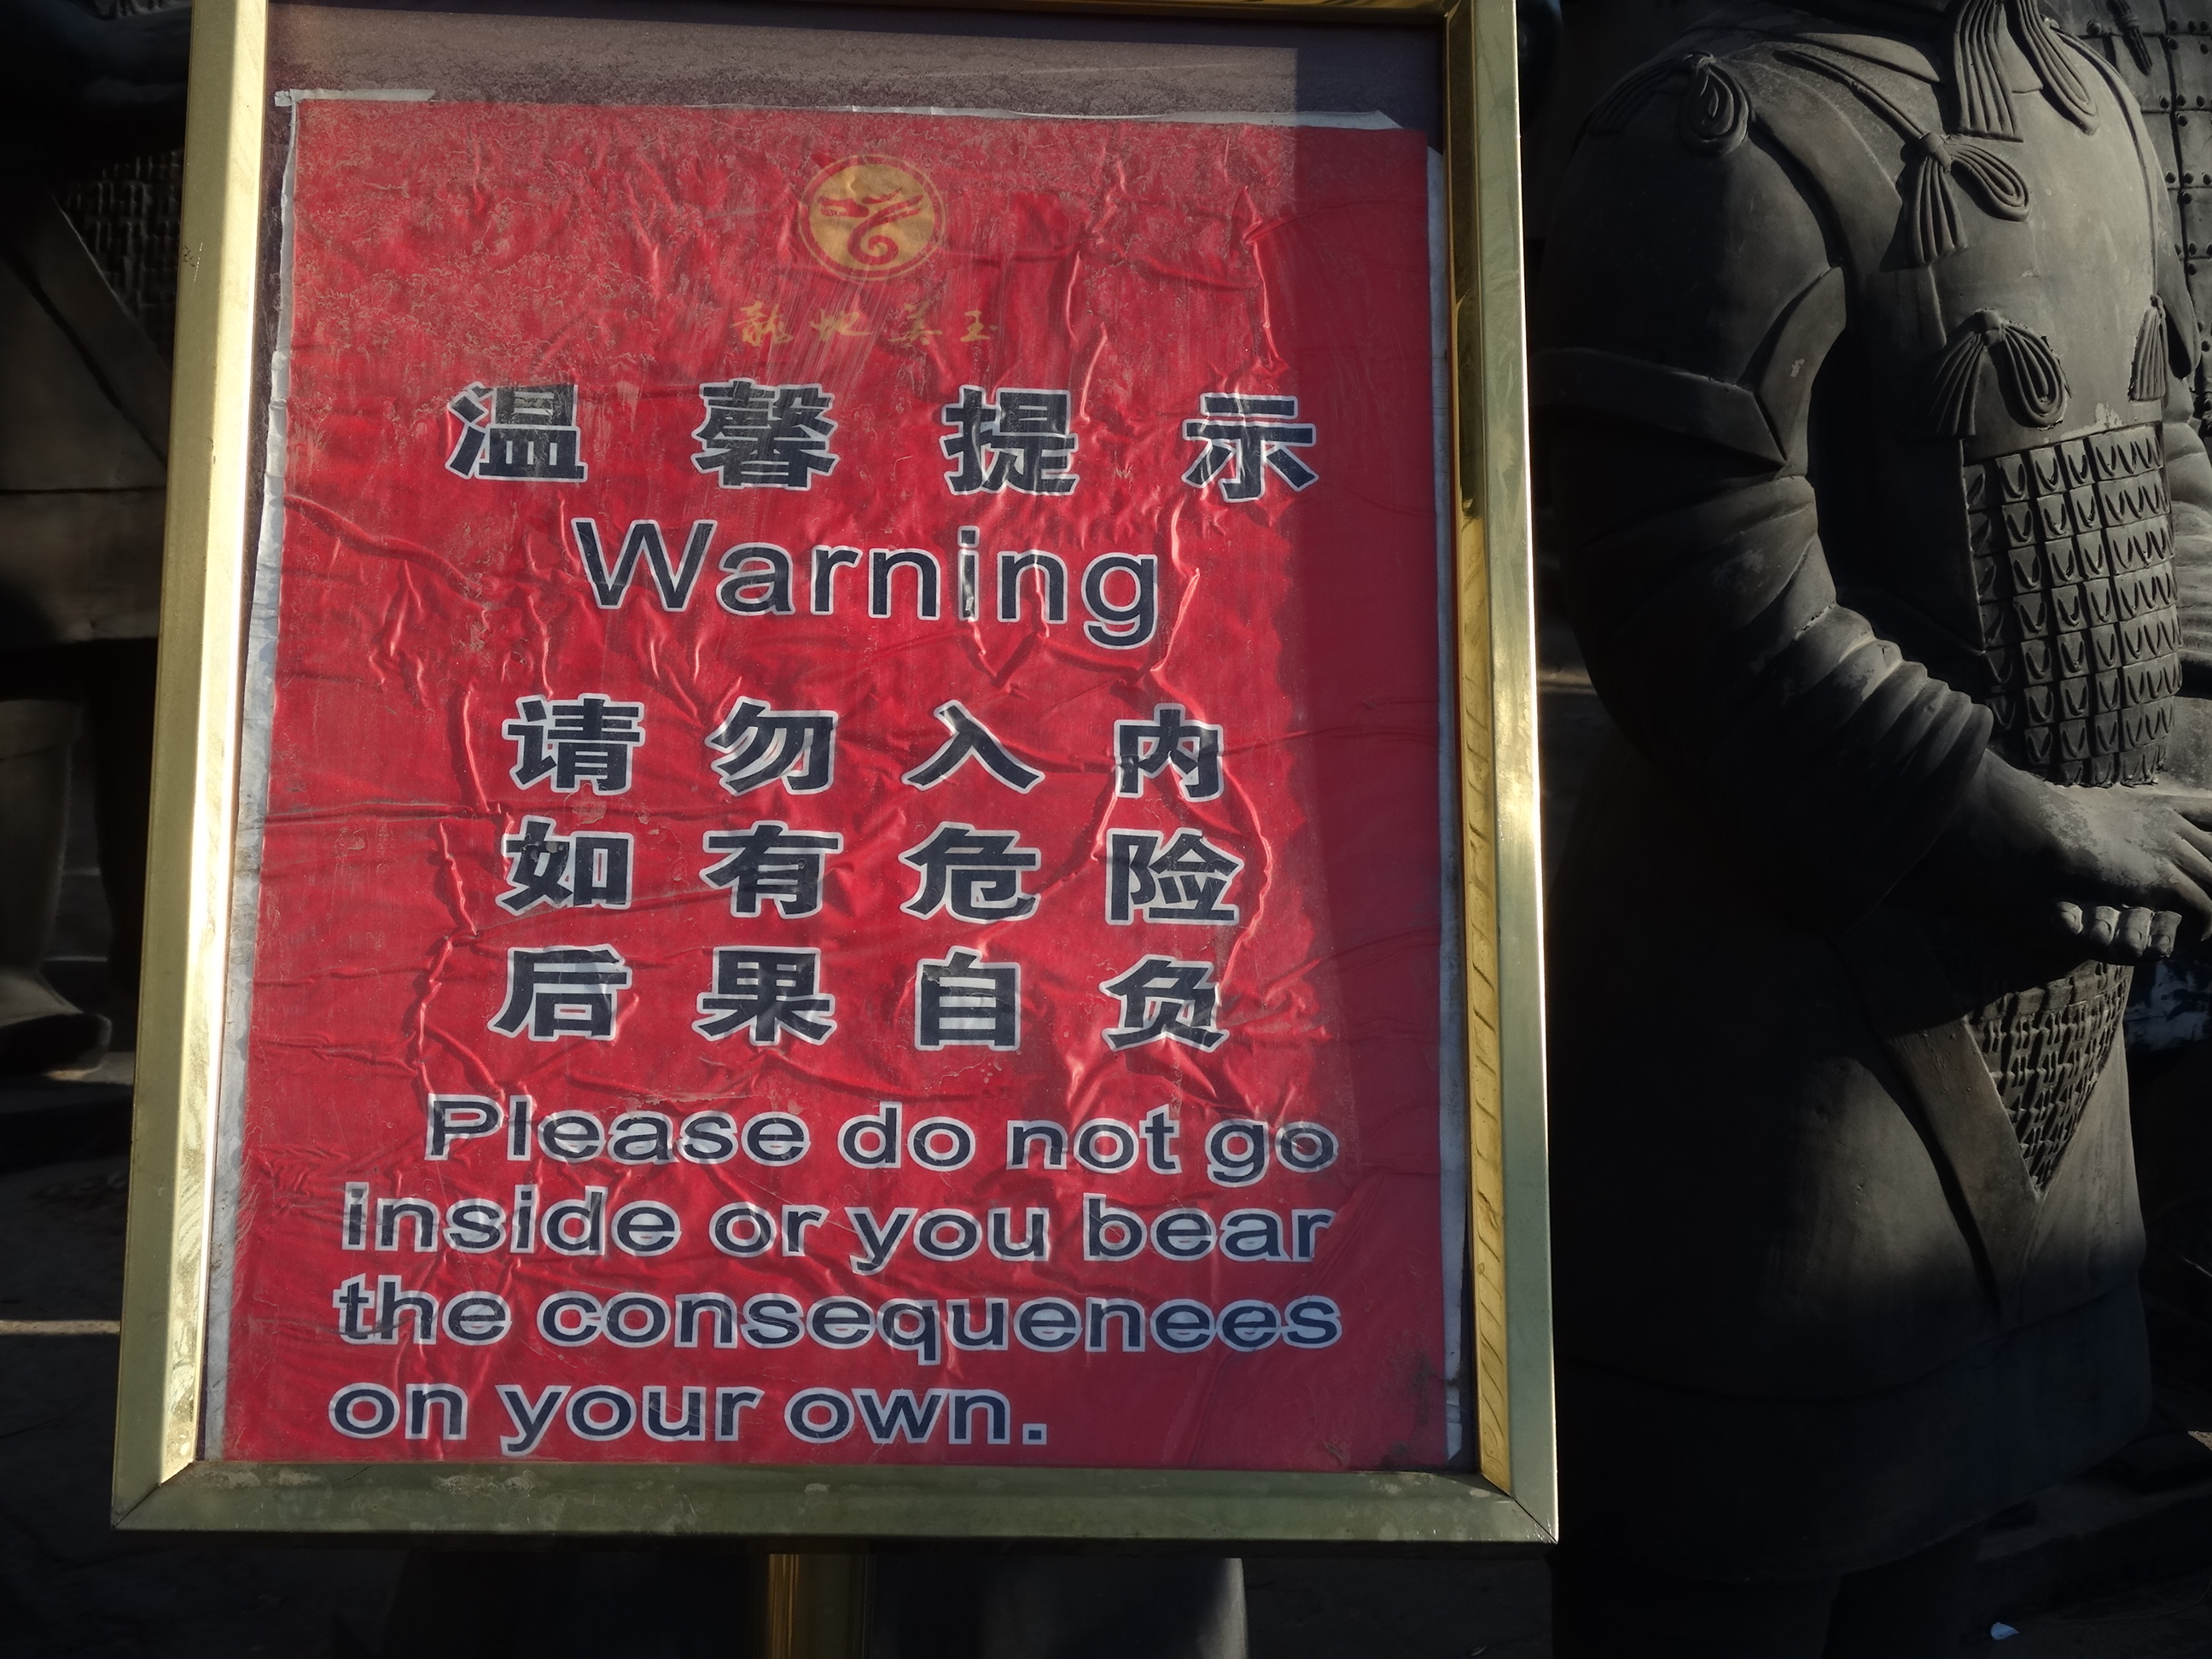 温馨提示
Warning
请勿入内
如有危险
后果自负
Please do not go
inside or you bear
the consequenees
on your own.